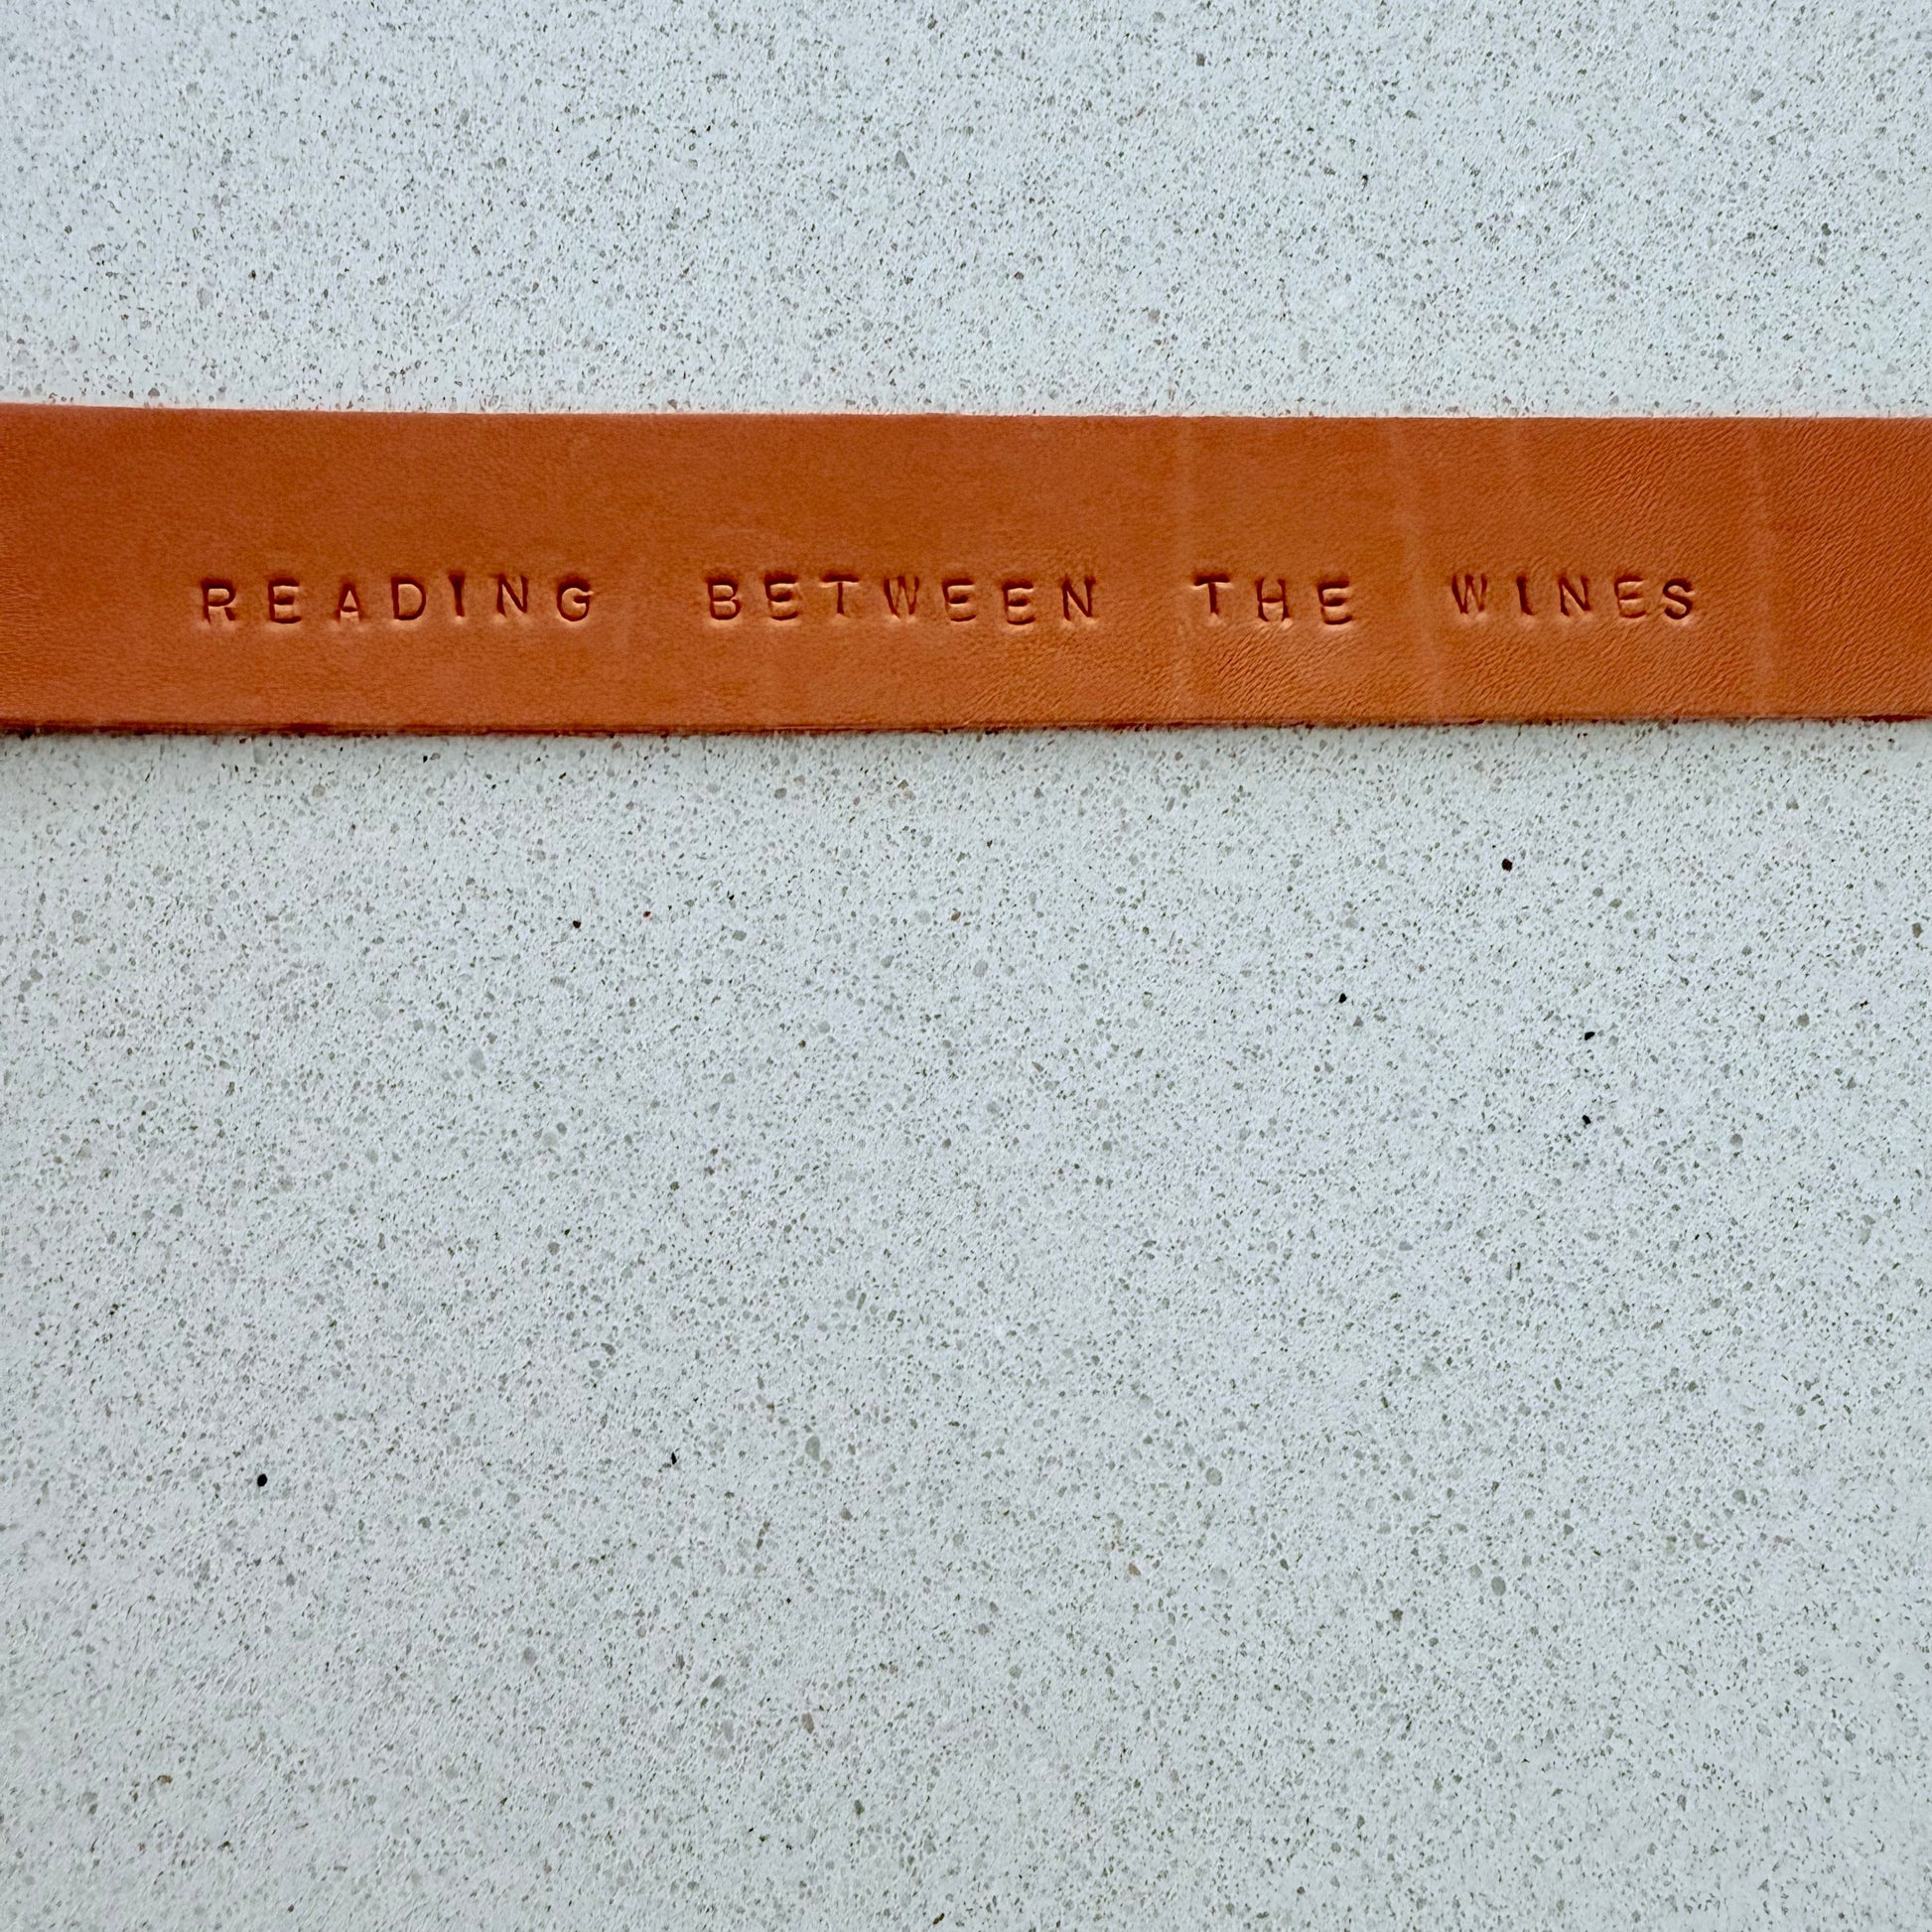 READING BETWEEN THE WINES